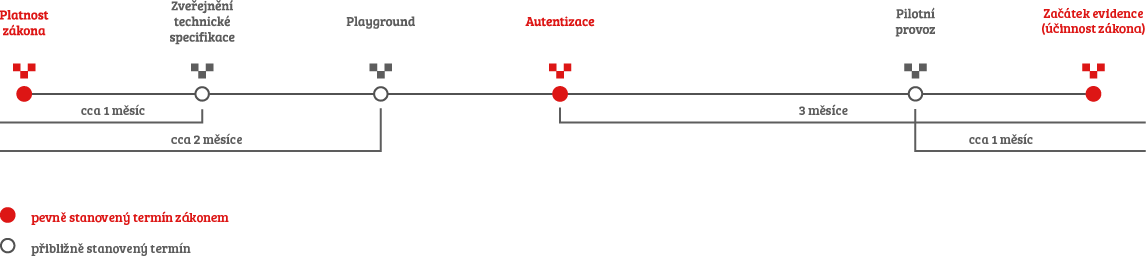 Platnost
zákona
Zveřejnění
technické
specifikace
Playground
Autentizace
Pilotní
provoz
Začátek evidence
(účinnost zákona)
cca 1 měsíc
3 měsíce
cca 2 měsíce
cca 1 měsíc
pevně stanovený termín zákonem
přibližně stanovený termín